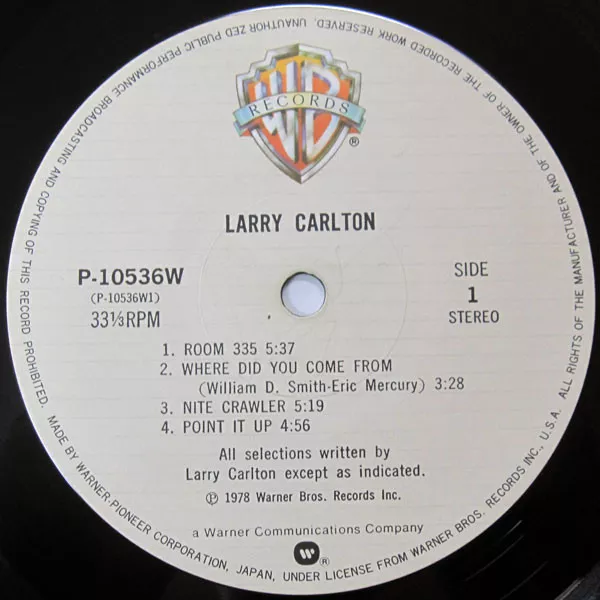 WB
RECORDS
®
LARRY CARLTON
P-10536W
(P-10536W1)
33⅓RPM
SIDE
1
STEREO
1. ROOM 335 5:37
2. WHERE DID YOU COME FROM
(William D. Smith-Eric Mercury) 3:28
3. NITE CRAWLER 5:19
4. POINT IT UP 4:56
All selections written by
Larry Carlton except as indicated.
℗ 1978 Warner Bros. Records Inc.
a Warner Communications Company
®
MADE BY WARNER-PIONEER CORPORATION, JAPAN, UNDER LICENSE FROM WARNER BROS. RECORDS INC., U.S.A. ALL RIGHTS OF THE MANUFACTURER AND OF THE OWNER OF THE RECORDED WORK RESERVED. UNAUTHORIZED PUBLIC PERFORMANCE BROADCASTING AND COPYING OF THIS RECORD PROHIBITED.